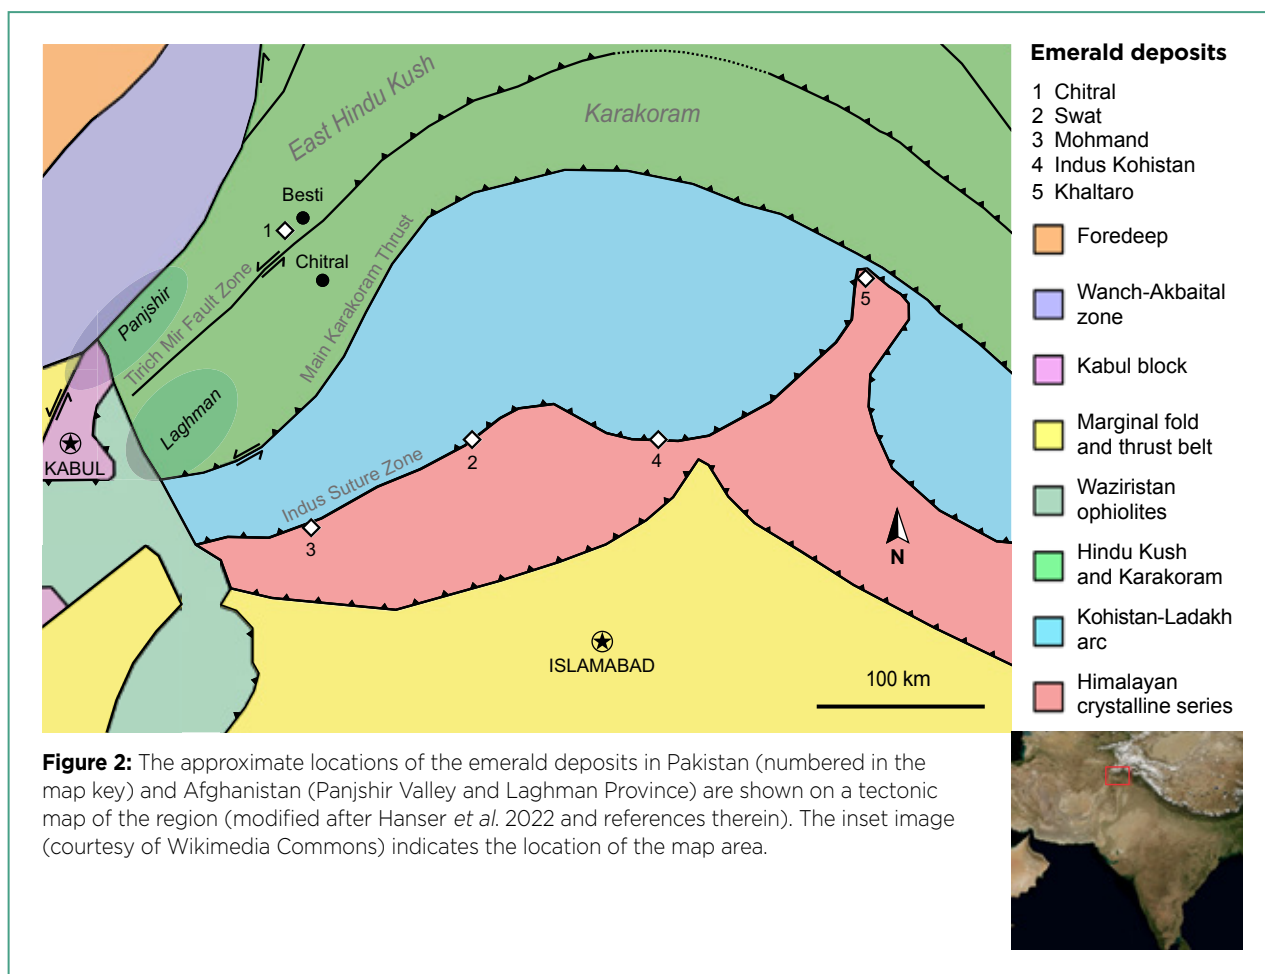 East Hindu Kush
Karakoram
Besti
1
Chitral
Panjshir
Tirich Mir Fault Zone
Main Karakoram Thrust
Laghman
KABUL
Indus Suture Zone
2
3
4
5
N
ISLAMABAD
100 km
Emerald deposits
1 Chitral
2 Swat
3 Mohmand
4 Indus Kohistan
5 Khaltaro
Foredeep
Wanch-Akbaital
zone
Kabul block
Marginal fold
and thrust belt
Waziristan
ophiolites
Hindu Kush
and Karakoram
Kohistan-Ladakh
arc
Himalayan
crystalline series
Figure 2: The approximate locations of the emerald deposits in Pakistan (numbered in the
map key) and Afghanistan (Panjshir Valley and Laghman Province) are shown on a tectonic
map of the region (modified after Hanser et al. 2022 and references therein). The inset image
(courtesy of Wikimedia Commons) indicates the location of the map area.